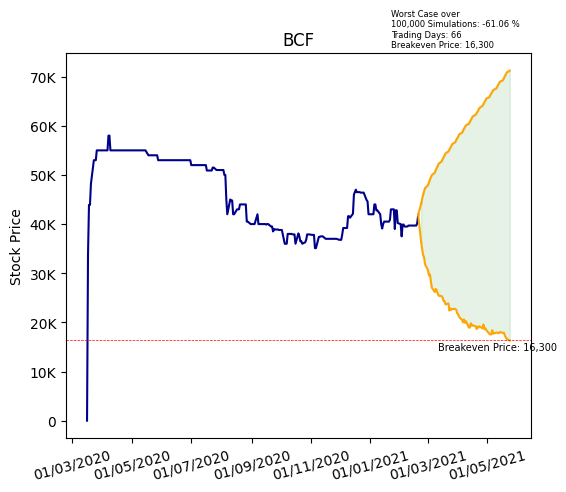 Worst Case over
100,000 Simulations: -61.06 %
Trading Days: 66
Breakeven Price: 16,300
BCF
Stock Price
70K
60K
50K
40K
30K
20K
10K
0
Breakeven Price: 16,300
01/03/2020
01/05/2020
01/07/2020
01/09/2020
01/11/2020
01/01/2021
01/03/2021
01/05/2021